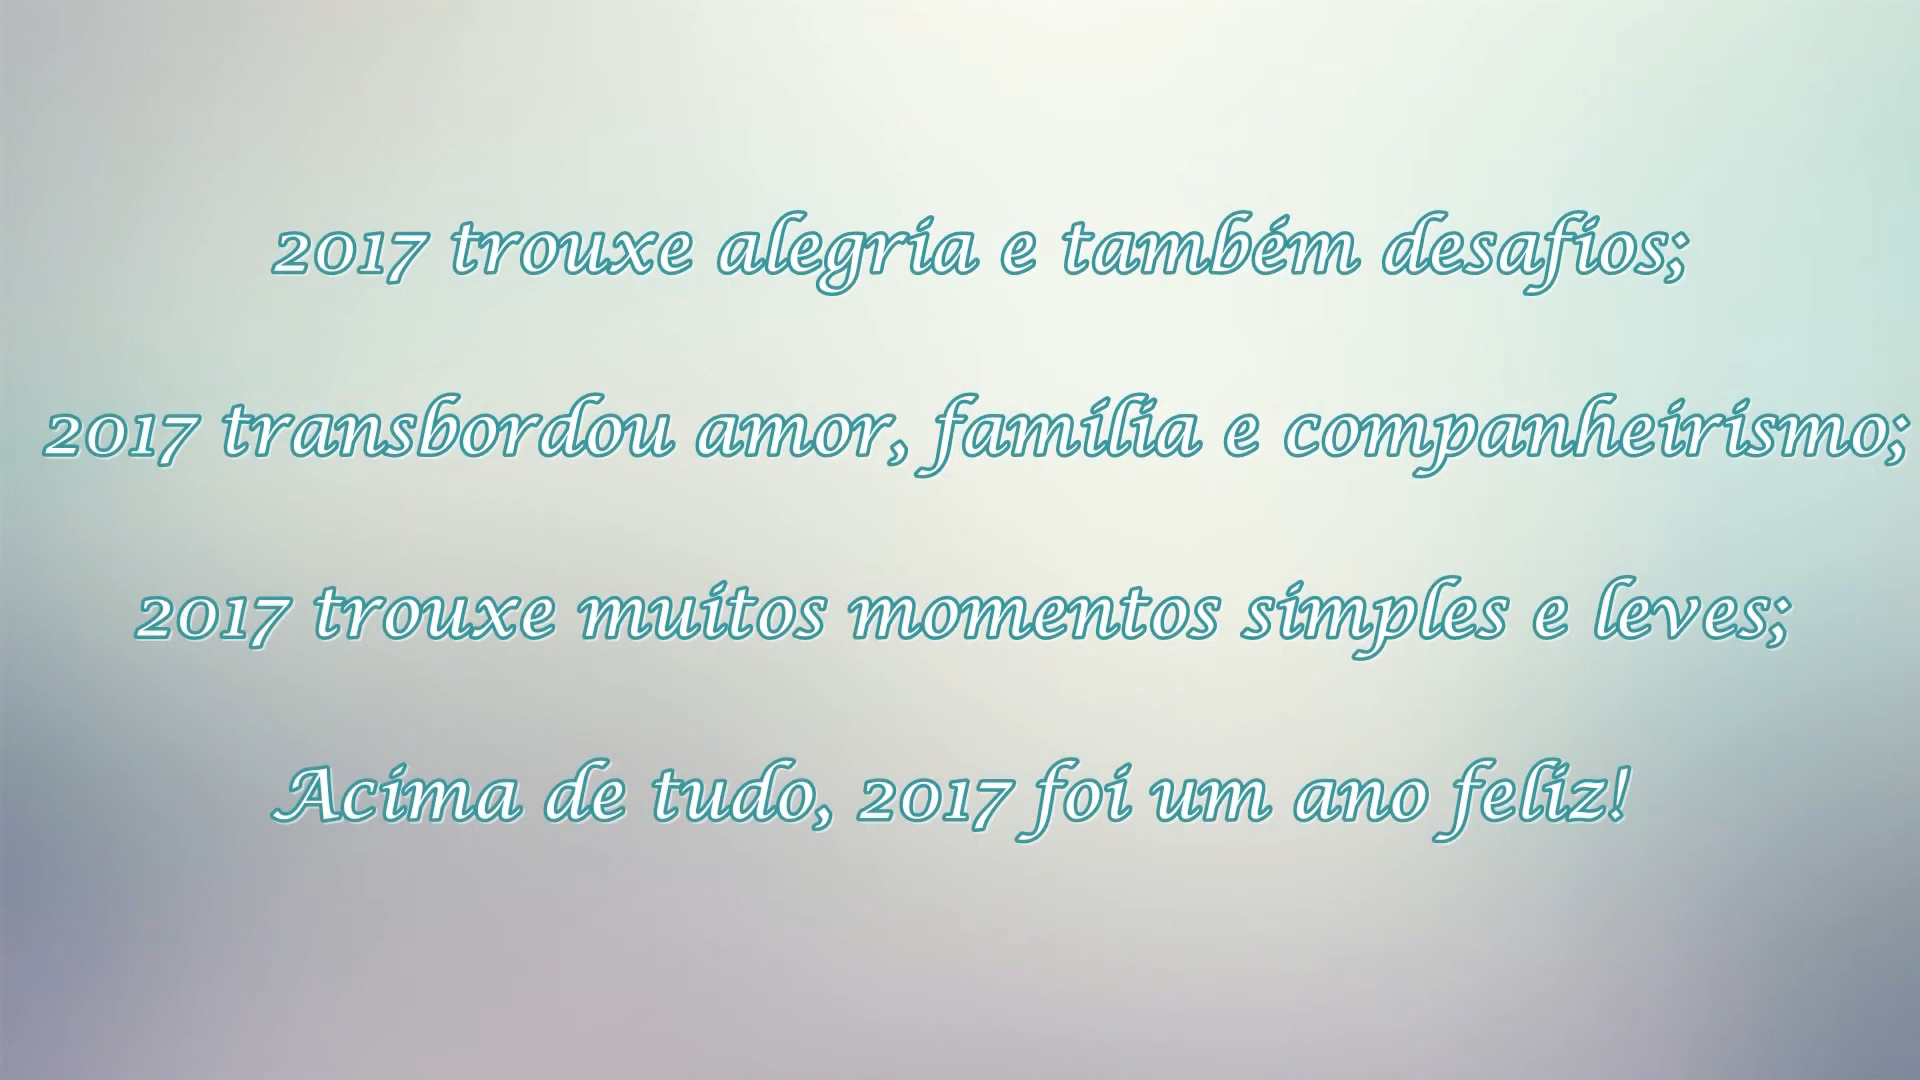 2017 trouxe alegria e também desafios;
2017 transbordou amor, família e companheirismo;
2017 trouxe muitos momentos simples e leves;
Acima de tudo, 2017 foi um ano feliz!